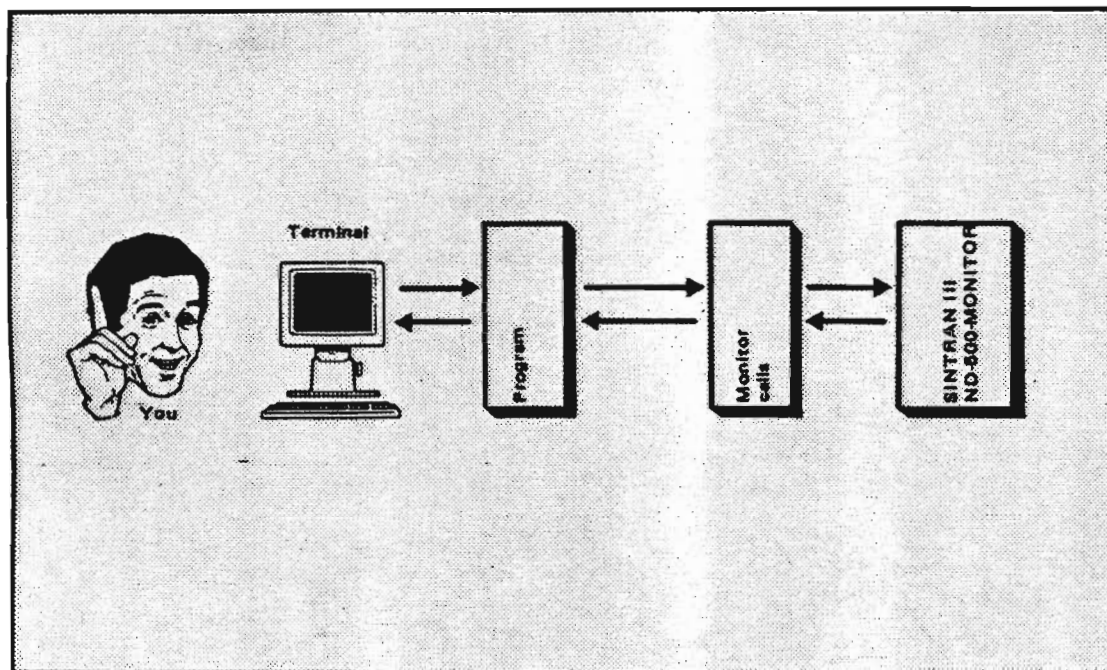 Terminal
You
Program
Monitor
calls
SINTRAN III
ND-500-MONITOR